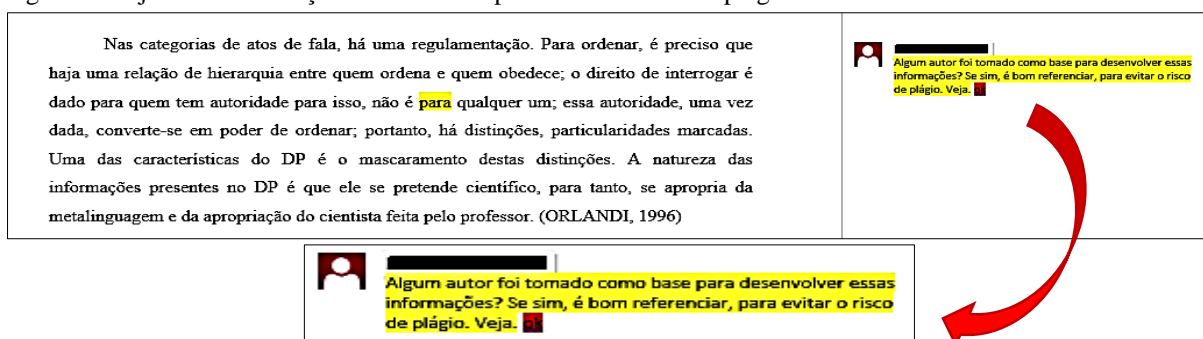 Nas categorias de atos de fala, há uma regulamentação. Para ordenar, é preciso que
haja uma relação de hierarquia entre quem ordena e quem obedece; o direito de interrogar é
dado para quem tem autoridade para isso, não é para qualquer um; essa autoridade, uma vez
dada, converte-se em poder de ordenar; portanto, há distinções, particularidades marcadas.
Uma das características do DP é o mascaramento destas distinções. A natureza das
informações presentes no DP é que ele se pretende científico, para tanto, se apropria da
metalinguagem e da apropriação do cientista feita pelo professor. (ORLANDI, 1996)
Algum autor foi tomado como base para desenvolver essas
informações? Se sim, é bom referenciar, para evitar o risco
de plágio. Veja. ok
Algum autor foi tomado como base para desenvolver essas
informações? Se sim, é bom referenciar, para evitar o risco
de plágio. Veja. ok